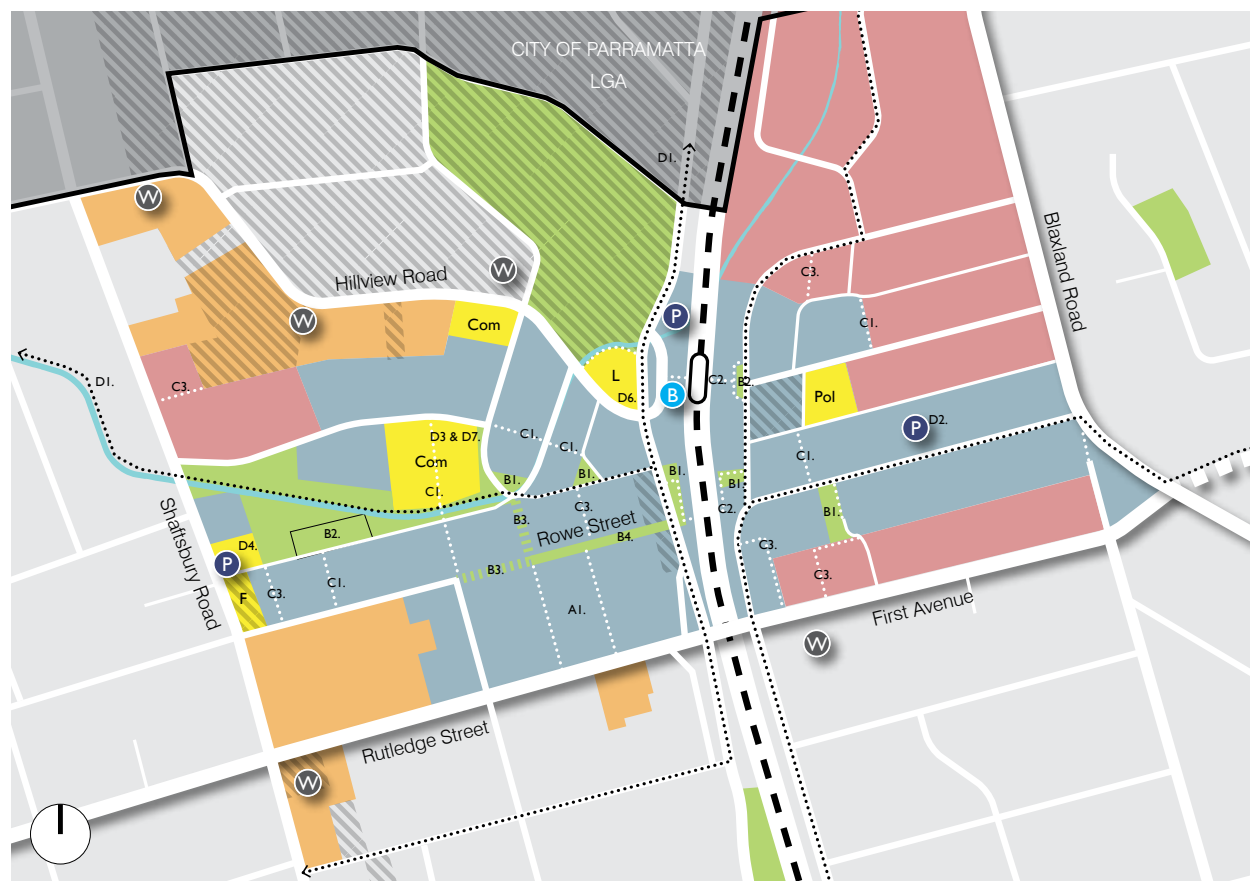 CITY OF PARRAMATTA
LGA
D1.
W
Hillview Road
W
W
Com
P
L
D6.
B
C2.
B2.
C3.
C1.
Blaxland Road
Pol
P
D2.
D1.
C3.
D3 & D7.
Com
C1.
C1.
C1.
B1.
B1.
B1.
B1.
C1.
C2.
C3.
B3.
Rowe Street
B4.
B1.
C3.
C3.
B2.
D4.
P
F
C3.
C1.
B3.
A1.
Shaftsbury Road
First Avenue
W
Rutledge Street
W